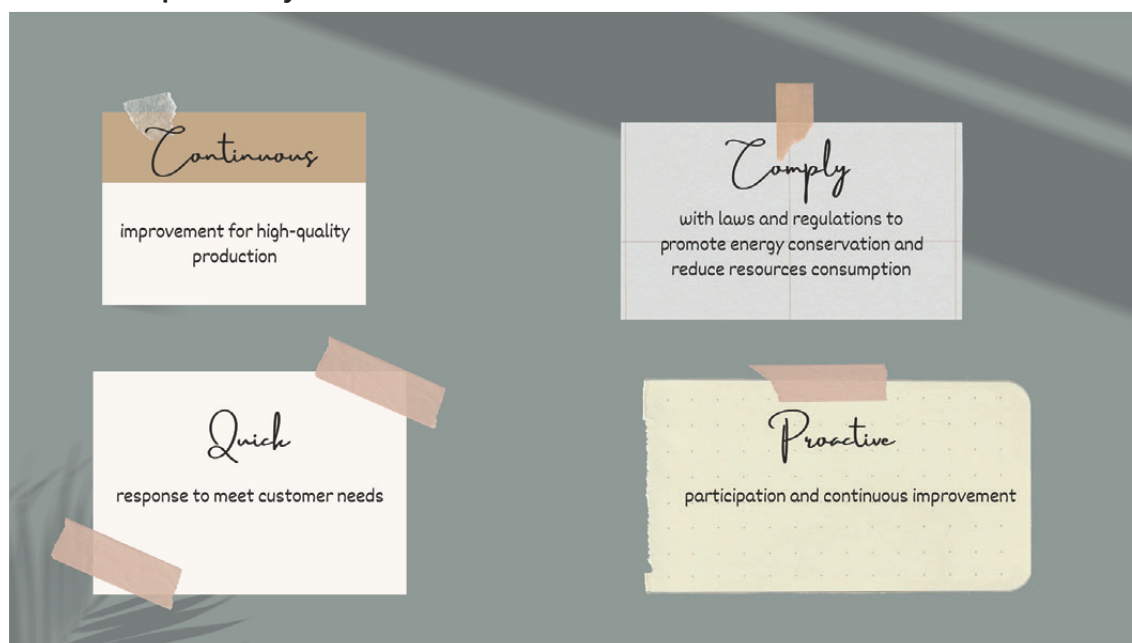 Continuous
improvement for high-quality
production
Comply
with laws and regulations to
promote energy conservation and
reduce resources consumption
Quick
response to meet customer needs
Proactive
participation and continuous improvement